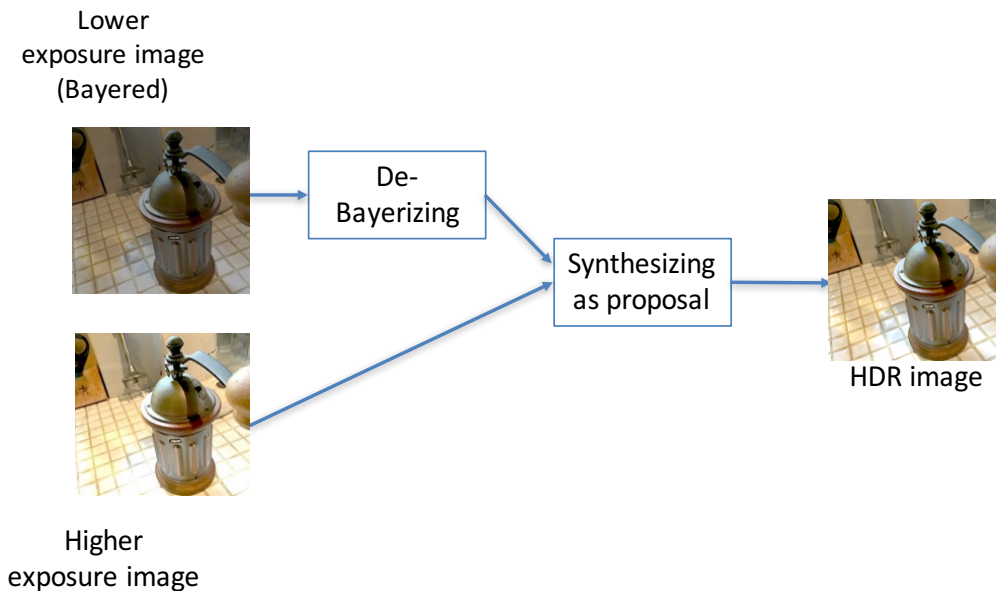 Lower
exposure image
(Bayered)
De-
Bayerizing
Synthesizing
as proposal
HDR image
Higher
exposure image